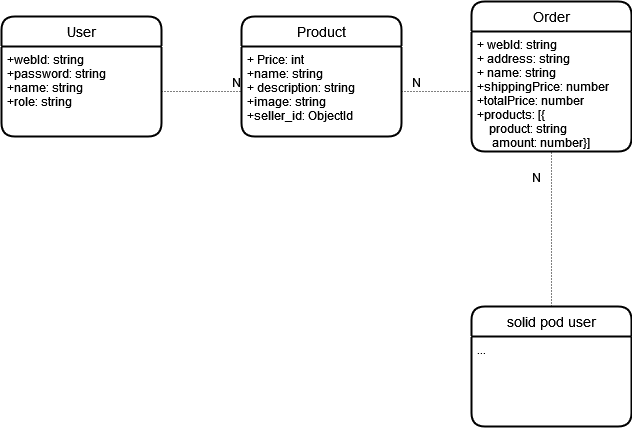 User
+webId: string
+password: string
+name: string
+role: string
N
Product
+ Price: int
+name: string
+ description: string
+image: string
+seller_id: ObjectId
N
Order
+ webId: string
+ address: string
+ name: string
+shippingPrice: number
+totalPrice: number
+products: [{
product: string
amount: number}]
N
solid pod user
...